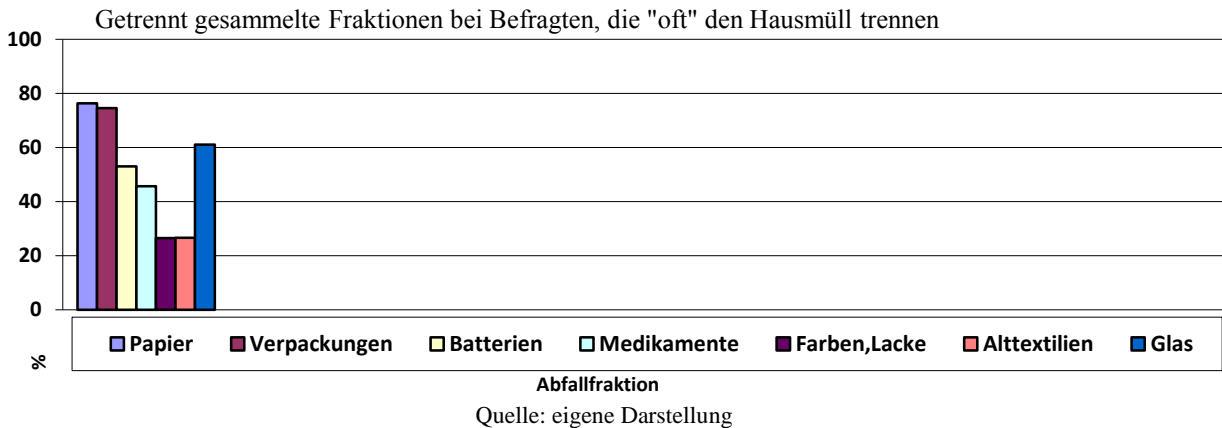 Getrennt gesammelte Fraktionen bei Befragten, die "oft" den Hausmüll trennen
100
80
60
40
20
0
%
Papier Verpackungen Batterien Medikamente Farben,Lacke Alttextilien Glas
Abfallfraktion
Quelle: eigene Darstellung